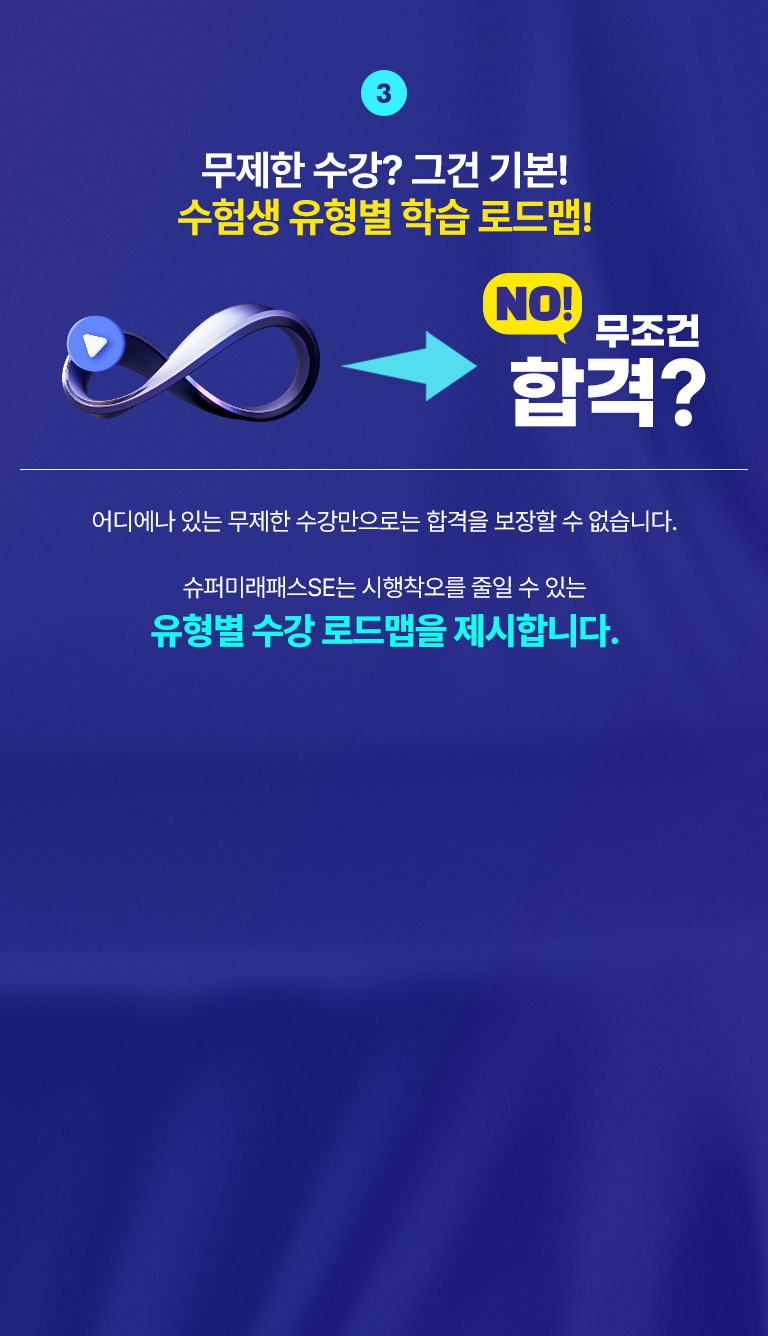 3
무제한 수강? 그건 기본!
수험생 유형별 학습 로드맵!
NO!
무조건
합격?
어디에나 있는 무제한 수강만으로는 합격을 보장할 수 없습니다.
슈퍼미래패스SE는 시행착오를 줄일 수 있는
유형별 수강 로드맵을 제시합니다.